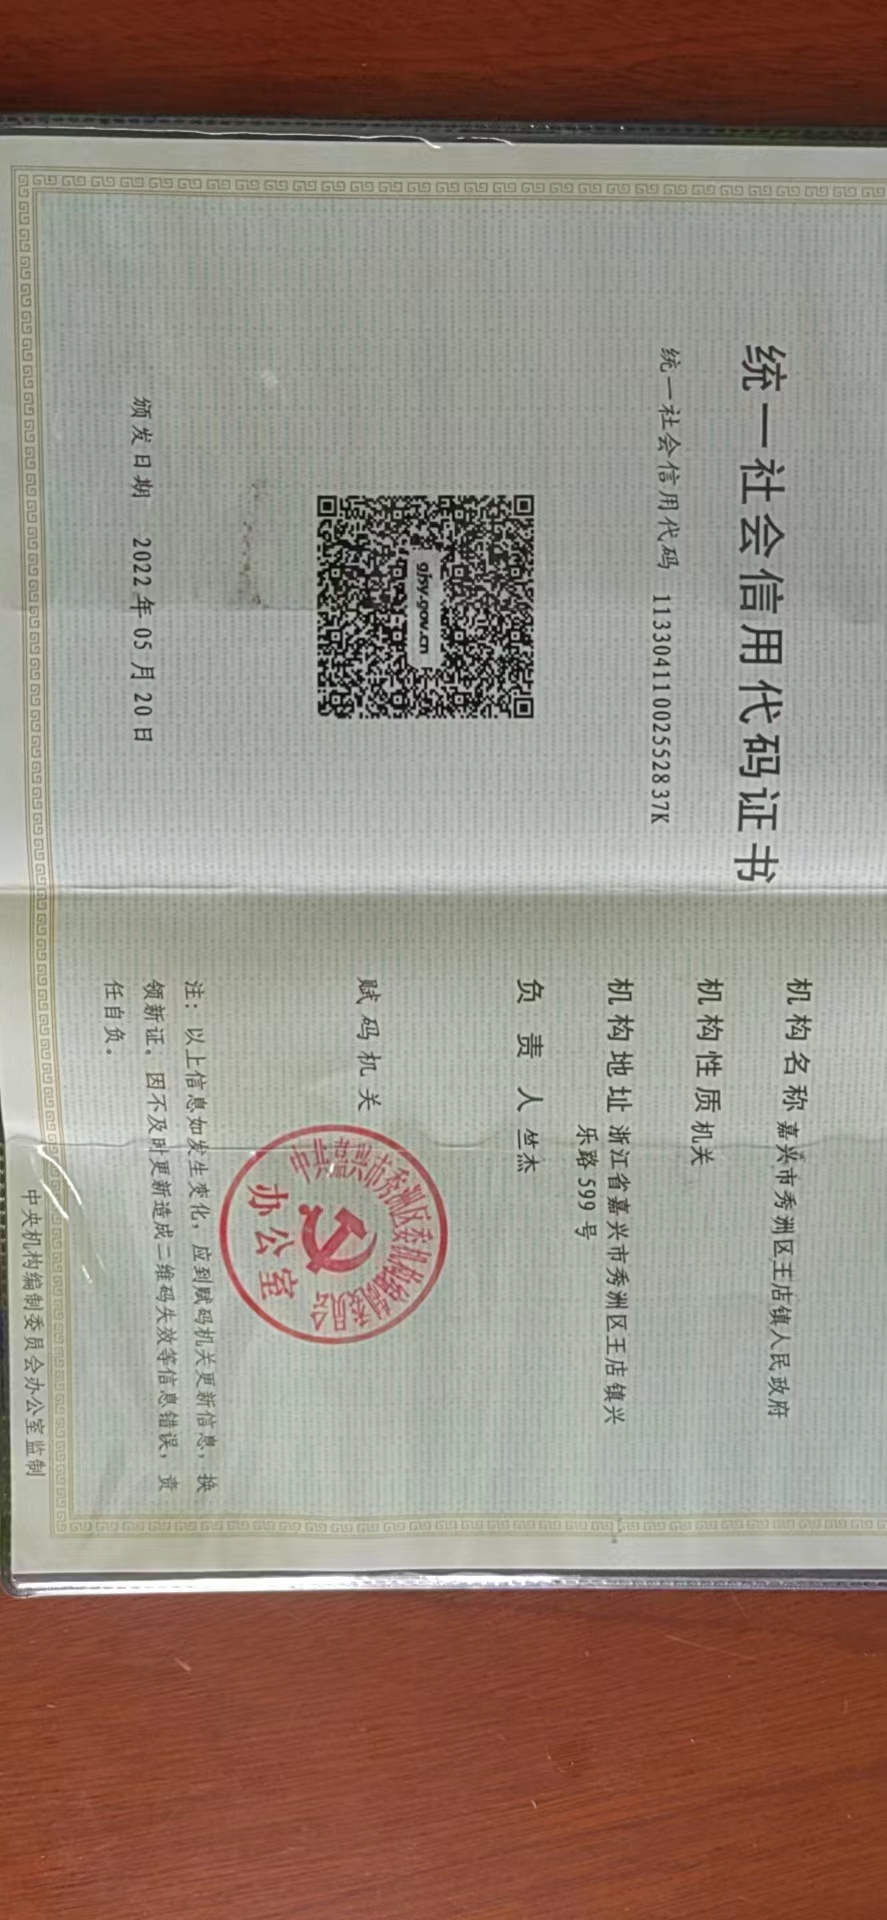 统一社会信用代码证书
统一社会信用代码 11330411002552837K
gjsy.gov.cn
颁发日期 2022年05月20日
机构名称 嘉兴市秀洲区王店镇人民政府
机构性质 机关
机构地址 浙江省嘉兴市秀洲区王店镇兴
乐路599号
负责人 竺杰
赋码机关
中共嘉兴市秀洲区委机构编制委员会
办公室
注：以上信息如发生变化，应到赋码机关更新信息，换
领新证。因不及时更新造成二维码失效等信息错误，责
任自负。
中央机构编制委员会办公室监制